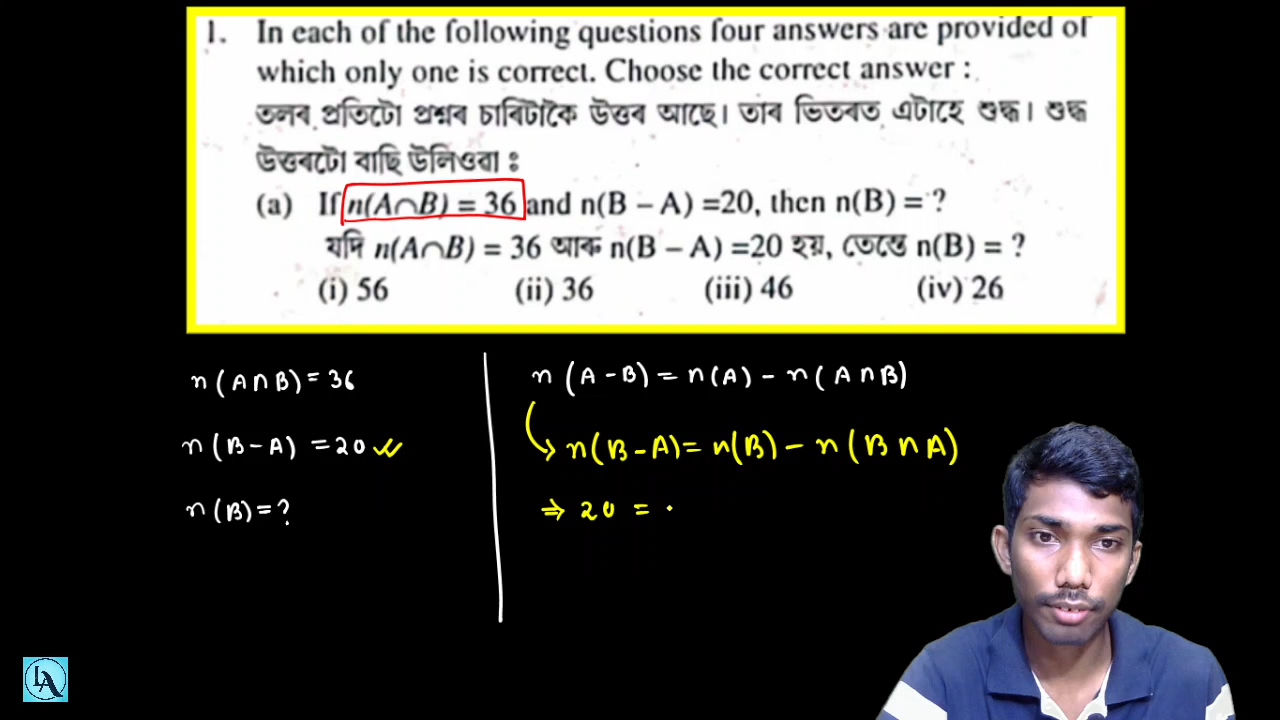 1. In each of the following questions four answers are provided of
which only one is correct. Choose the correct answer :
তলৰ প্ৰতিটো প্ৰশ্নৰ চাৰিটাকৈ উত্তৰ আছে। তাৰ ভিতৰত এটাহে শুদ্ধ। শুদ্ধ
উত্তৰটো বাছি উলিওৱা ঃ
(a) If n(A∩B) = 36 and n(B – A) =20, then n(B) = ?
যদি n(A∩B) = 36 আৰু n(B – A) =20 হয়, তেন্তে n(B) = ?
(i) 56 (ii) 36 (iii) 46 (iv) 26
n(A∩B) = 36
n(B-A) = 20
n(B) = ?
n(A-B) = n(A) - n(A∩B)
n(B-A) = n(B) - n(B∩A)
⇒ 20 =
LA